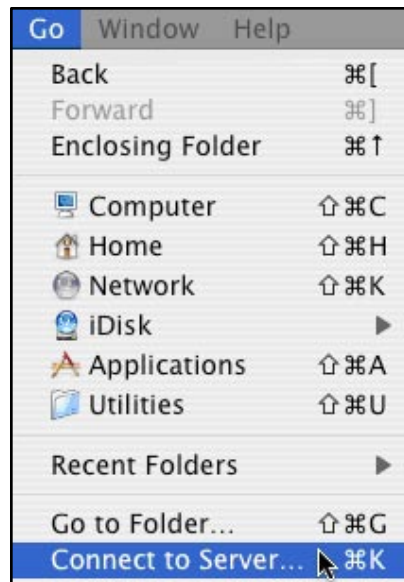 Go Window Help
Back ⌘[
Forward ⌘]
Enclosing Folder ⌘↑
Computer ⇧⌘C
Home ⇧⌘H
Network ⇧⌘K
iDisk ▶
Applications ⇧⌘A
Utilities ⇧⌘U
Recent Folders ▶
Go to Folder... ⇧⌘G
Connect to Server... ⌘K